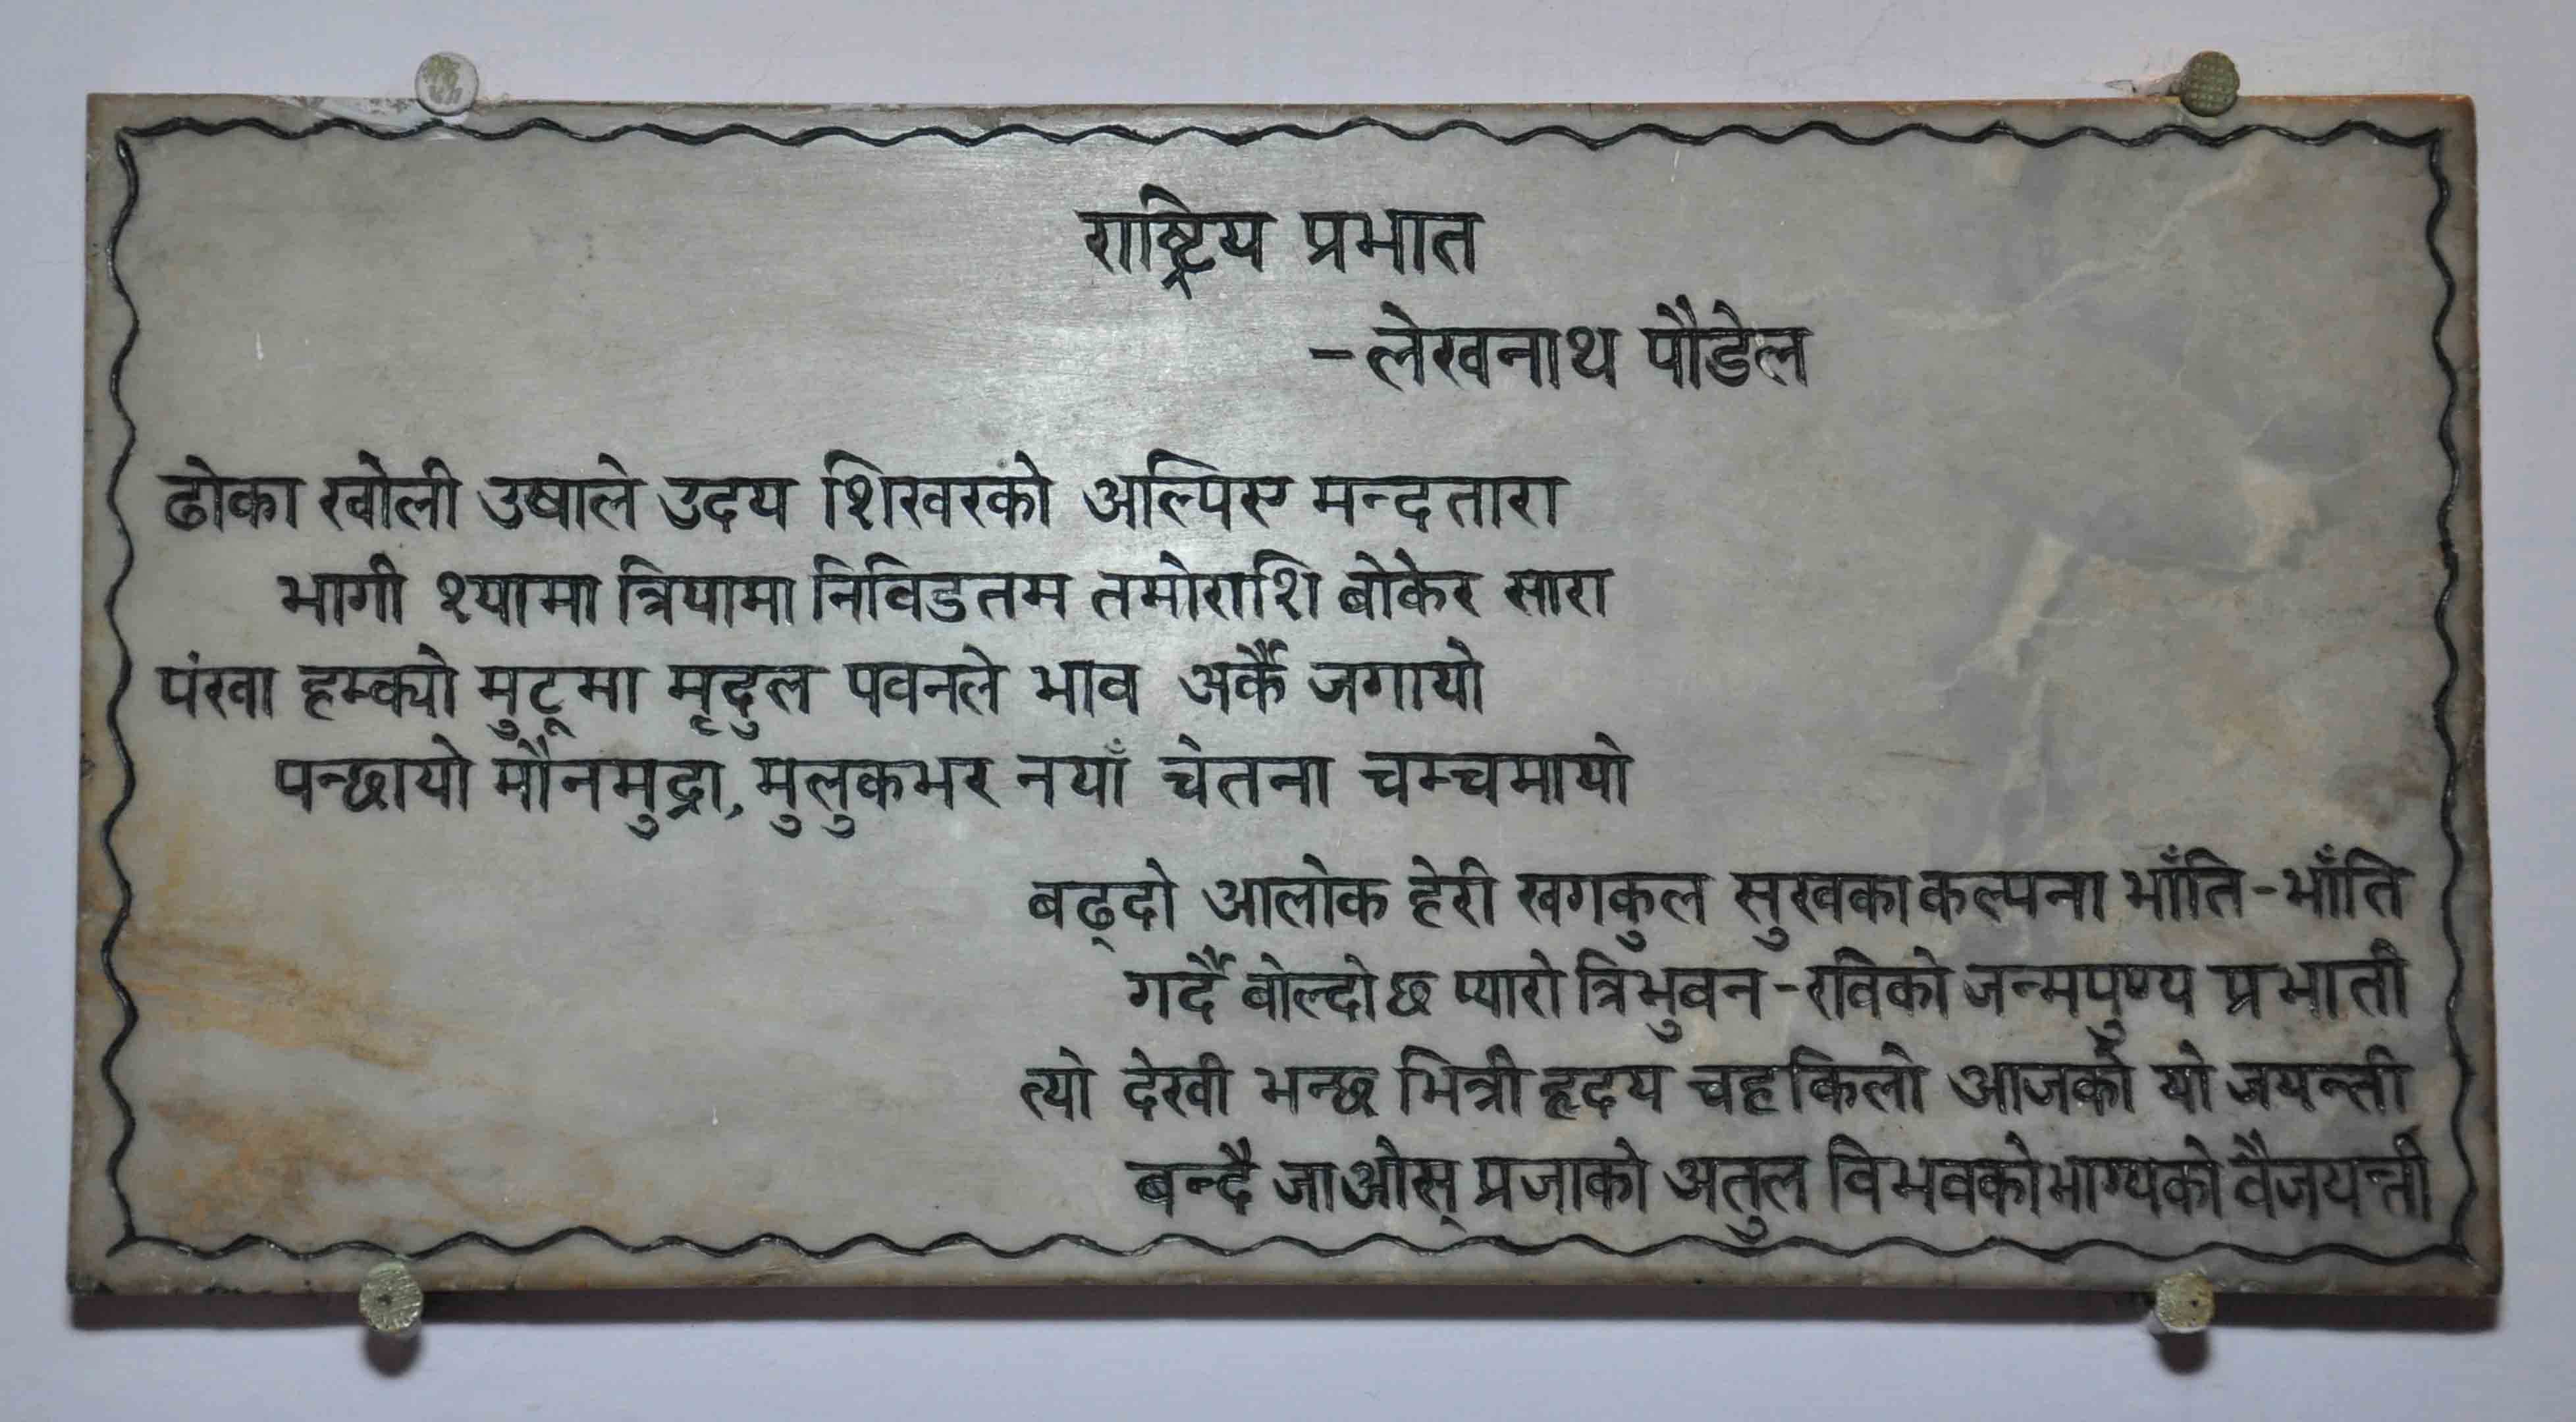 राष्ट्रिय प्रभात
-लेखनाथ पौडेल
ढोका खोली उषाले उदय शिखरको अल्पिए मन्द तारा
भागी श्यामा त्रियामा निविडतम तमोराशि बोकेर सारा
पंखा हम्क्यो मुटूमा मृदुल पवनले भाव अर्कै जगायो
पन्छायो मौनमुद्रा, मुलुकभर नयाँ चेतना चम्चमायो
बढ्दो आलोक हेरी खगकुल सुखका कल्पना भाँति-भाँति
गर्दै बोल्दो छ प्यारो त्रिभुवन-रविको जन्मपुण्य प्रभाती
त्यो देखी भन्छ भित्री हृदय चहकिलो आजको यो जयन्ती
बन्दै जाओस् प्रजाको अतुल विभवको भाग्यको वैजयन्ती